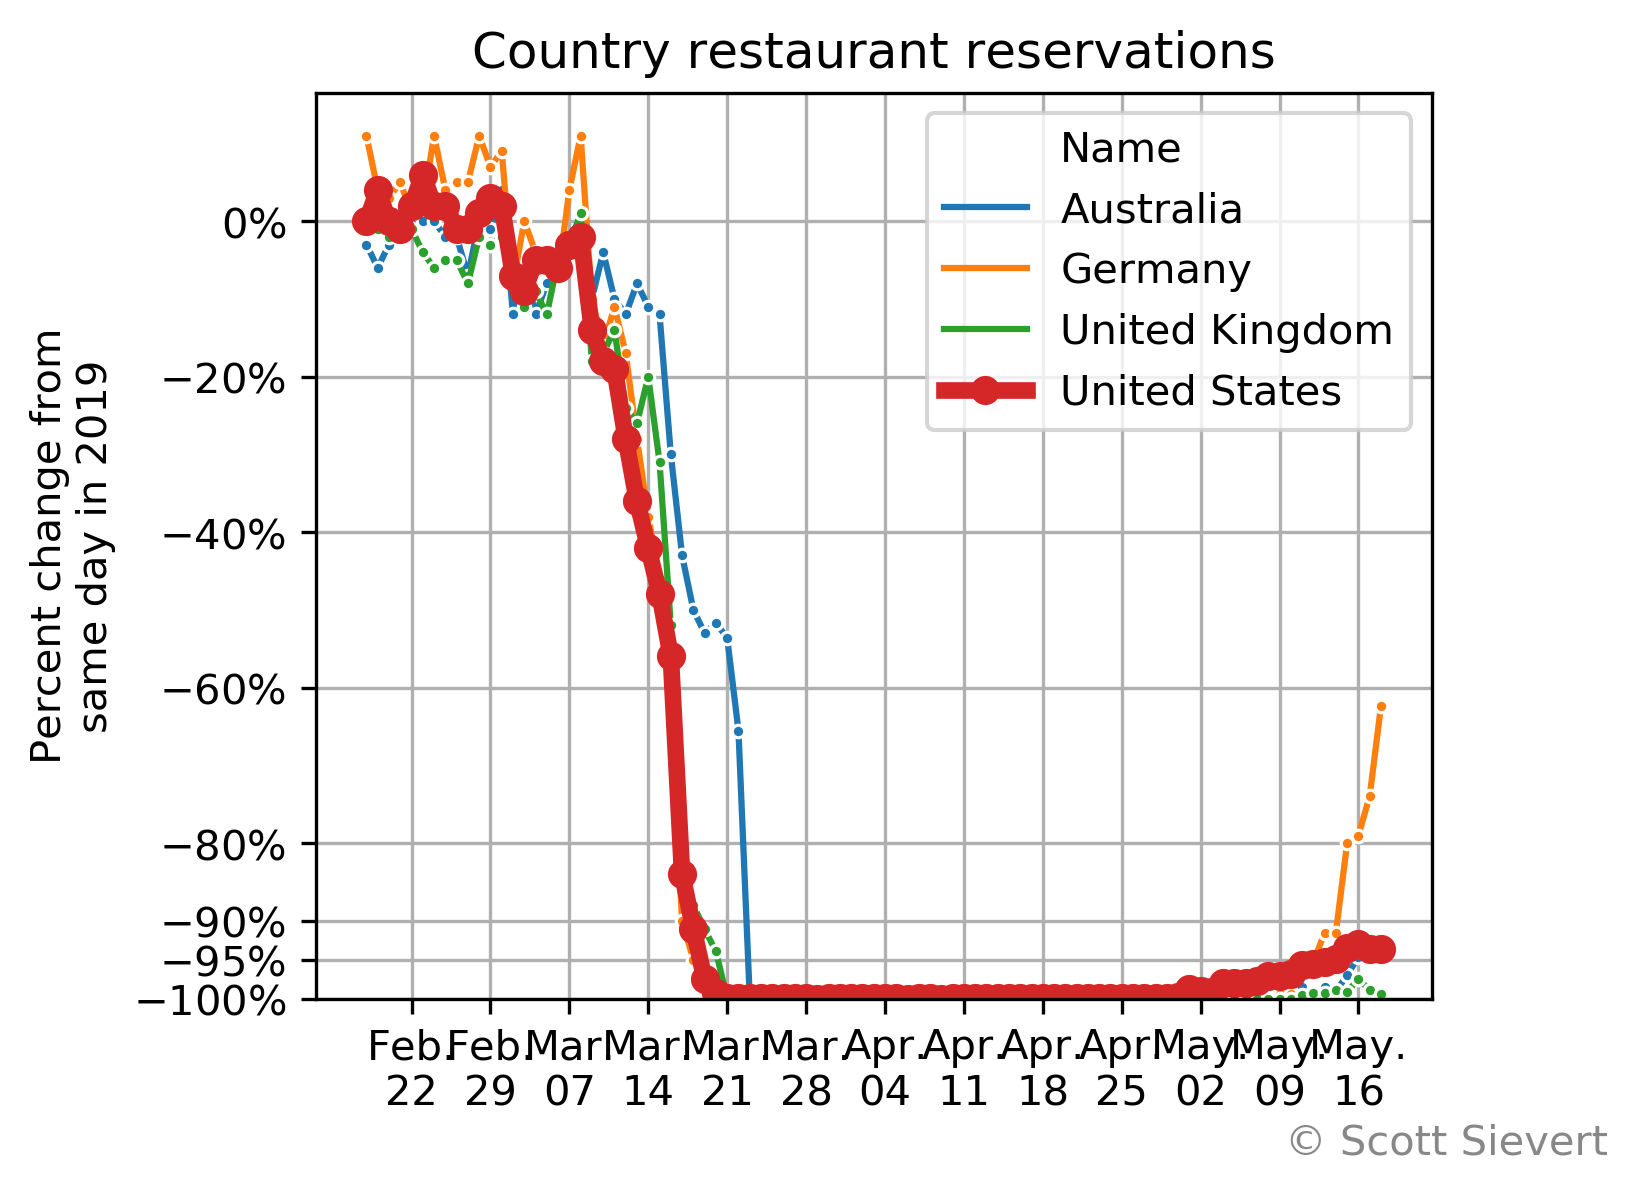 Country restaurant reservations
Name
Australia
Germany
United Kingdom
United States
Percent change from
same day in 2019
0%
−20%
−40%
−60%
−80%
−90%
−95%
−100%
Feb. Feb. Mar. Mar. Mar. Mar. Apr. Apr. Apr. Apr. May. May. May.
22 29 07 14 21 28 04 11 18 25 02 09 16
© Scott Sievert